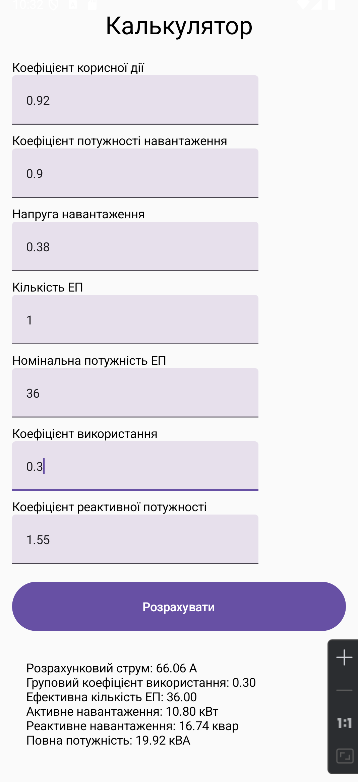 Калькулятор
Коефіцієнт корисної дії
0.92
Коефіцієнт потужності навантаження
0.9
Напруга навантаження
0.38
Кількість ЕП
1
Номінальна потужність ЕП
36
Коефіцієнт використання
0.3
Коефіцієнт реактивної потужності
1.55
Розрахувати
Розрахунковий струм: 66.06 А
Груповий коефіцієнт використання: 0.30
Ефективна кількість ЕП: 36.00
Активне навантаження: 10.80 кВт
Реактивне навантаження: 16.74 квар
Повна потужність: 19.92 кВА
1:1